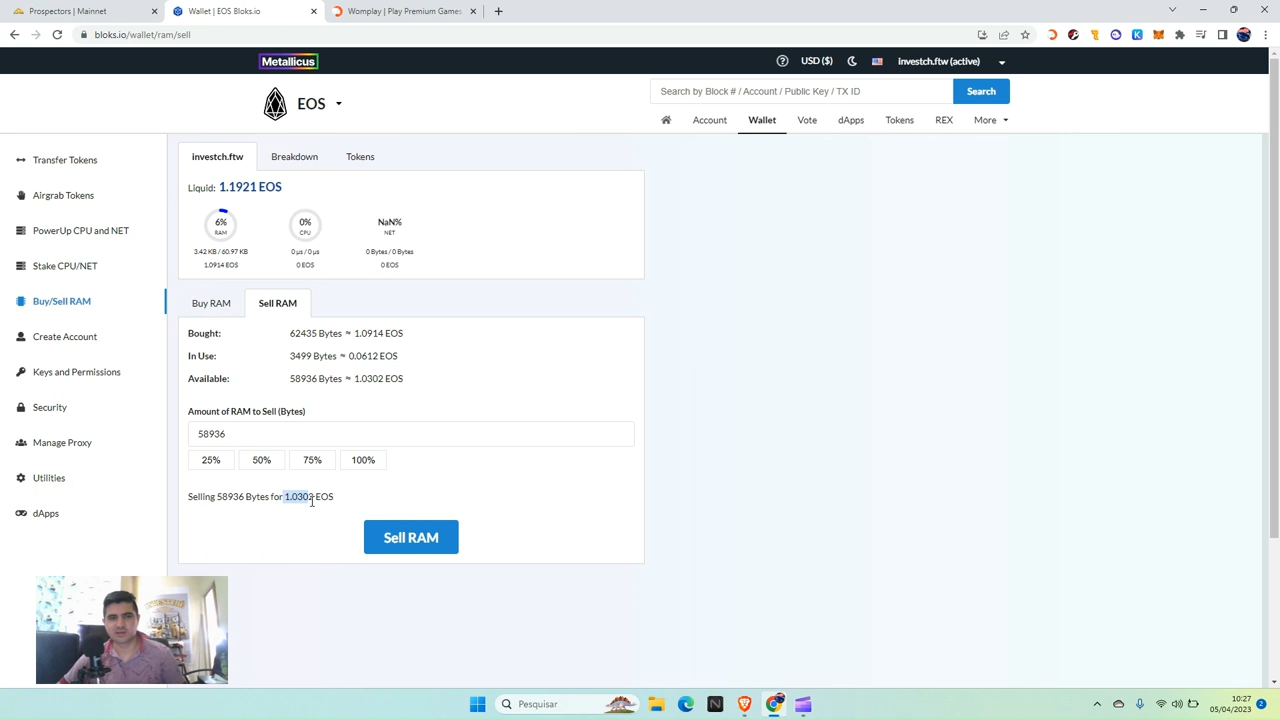 Prospectors | Mainnet
Wallet | EOS Bloks.io
Womplay | Play Premium Games
bloks.io/wallet/ram/sell
Metallicus
USD ($)
investch.ftw (active)
EOS
Search by Block # / Account / Public Key / TX ID
Search
Account
Wallet
Vote
dApps
Tokens
REX
More
Transfer Tokens
Airgrab Tokens
PowerUp CPU and NET
Stake CPU/NET
Buy/Sell RAM
Create Account
Keys and Permissions
Security
Manage Proxy
Utilities
dApps
investch.ftw
Breakdown
Tokens
Liquid: 1.1921 EOS
6%
RAM
3.42 KB / 60.97 KB
1.0914 EOS
0%
CPU
0 µs / 0 µs
0 EOS
NaN%
NET
0 Bytes / 0 Bytes
0 EOS
Buy RAM
Sell RAM
Bought: 62435 Bytes ≈ 1.0914 EOS
In Use: 3499 Bytes ≈ 0.0612 EOS
Available: 58936 Bytes ≈ 1.0302 EOS
Amount of RAM to Sell (Bytes)
58936
25%
50%
75%
100%
Selling 58936 Bytes for 1.0302 EOS
Sell RAM
Pesquisar
10:27
05/04/2023
2